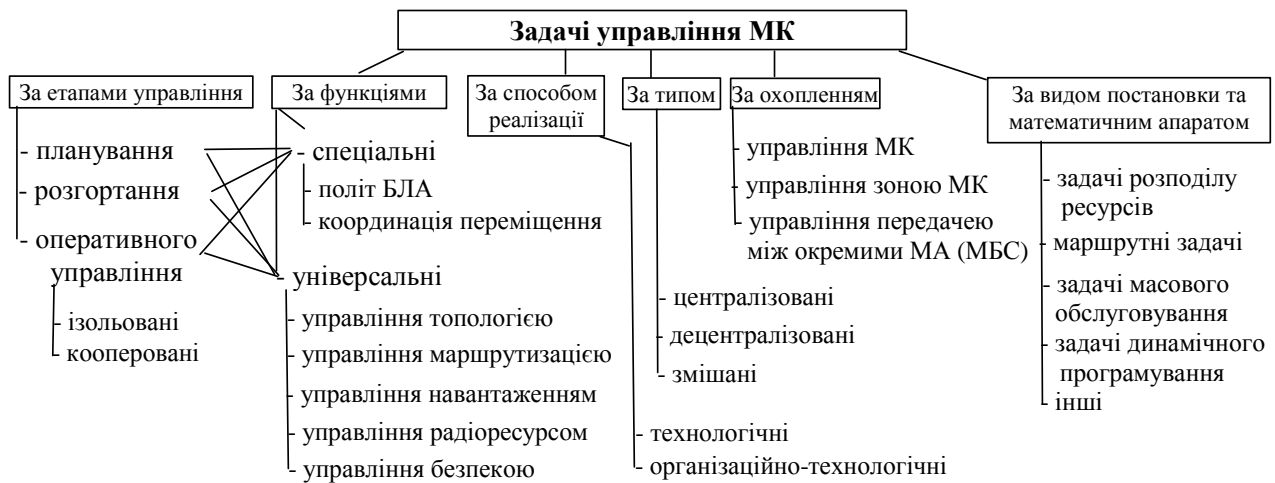 Задачі управління МК
За етапами управління
- планування
- розгортання
- оперативного
управління
- ізольовані
- кооперовані
За функціями
- спеціальні
- політ БЛА
- координація переміщення
- універсальні
- управління топологією
- управління маршрутизацією
- управління навантаженням
- управління радіоресурсом
- управління безпекою
За способом
реалізації
- технологічні
- організаційно-технологічні
За типом
- централізовані
- децентралізовані
- змішані
За охопленням
- управління МК
- управління зоною МК
- управління передачею
між окремими МА (МБС)
За видом постановки та
математичним апаратом
- задачі розподілу
ресурсів
- маршрутні задачі
- задачі масового
обслуговування
- задачі динамічного
програмування
- інші